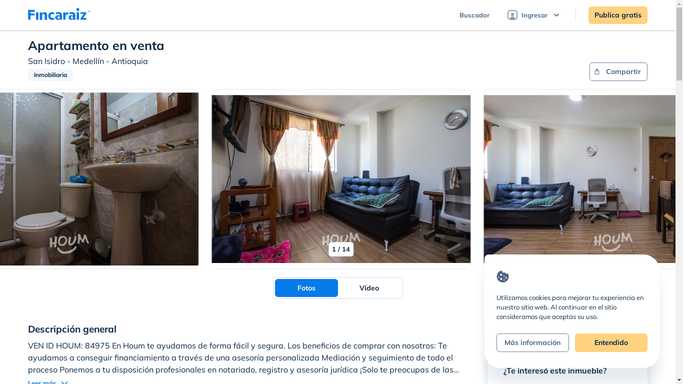 Fincaraiz
Buscador
Ingresar
Publica gratis
Apartamento en venta
San Isidro - Medellín - Antioquia
Inmobiliaria
Compartir
HOUM
HOUM
HOUM
1 / 14
Fotos
Video
Descripción general
VEN ID HOUM: 84975 En Houm te ayudamos de forma fácil y segura. Los beneficios de comprar con nosotros: Te
ayudamos a conseguir financiamiento a través de una asesoría personalizada Mediación y seguimiento de todo el
proceso Ponemos a tu disposición profesionales en notariado, registro y asesoría jurídica ¡Solo te preocupas de las...
Leer más
Utilizamos cookies para mejorar tu experiencia en
nuestro sitio web. Al continuar en el sitio
consideramos que aceptas su uso.
Más información
Entendido
¿Te interesó este inmueble?